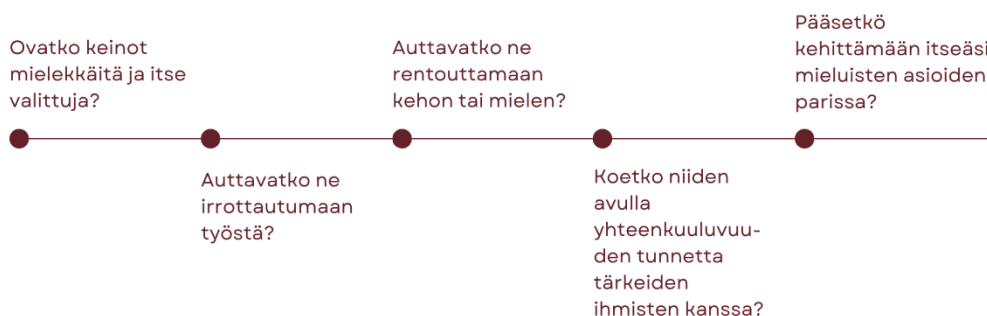 Ovatko keinot
mielekkäitä ja itse
valittuja?
Auttavatko ne
irrottautumaan
työstä?
Auttavatko ne
rentouttamaan
kehon tai mielen?
Koetko niiden
avulla
yhteenkuuluvuu-
den tunnetta
tärkeiden
ihmisten kanssa?
Pääsetkö
kehittämään itseäsi
mieluisten asioiden
parissa?